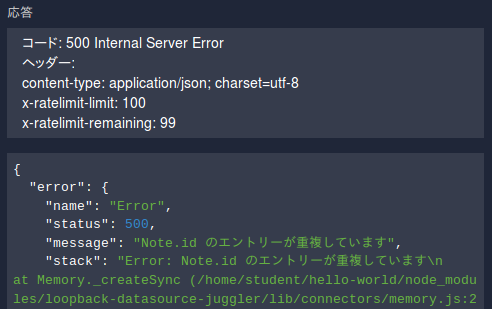 応答
コード: 500 Internal Server Error
ヘッダー:
content-type: application/json; charset=utf-8
x-ratelimit-limit: 100
x-ratelimit-remaining: 99
{
"error": {
"name": "Error",
"status": 500,
"message": "Note.id のエントリーが重複しています",
"stack": "Error: Note.id のエントリーが重複しています\n
at Memory._createSync (/home/student/hello-world/node_modu
les/loopback-datasource-juggler/lib/connectors/memory.js:2